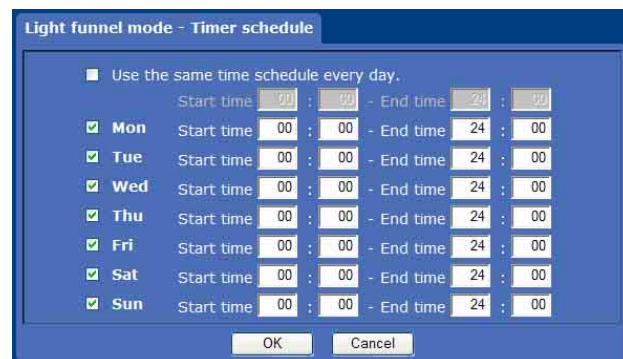 Light funnel mode - Timer schedule
Use the same time schedule every day.
Start time 00 : 00 - End time 24 : 00
Mon Start time 00 : 00 - End time 24 : 00
Tue Start time 00 : 00 - End time 24 : 00
Wed Start time 00 : 00 - End time 24 : 00
Thu Start time 00 : 00 - End time 24 : 00
Fri Start time 00 : 00 - End time 24 : 00
Sat Start time 00 : 00 - End time 24 : 00
Sun Start time 00 : 00 - End time 24 : 00
OK Cancel